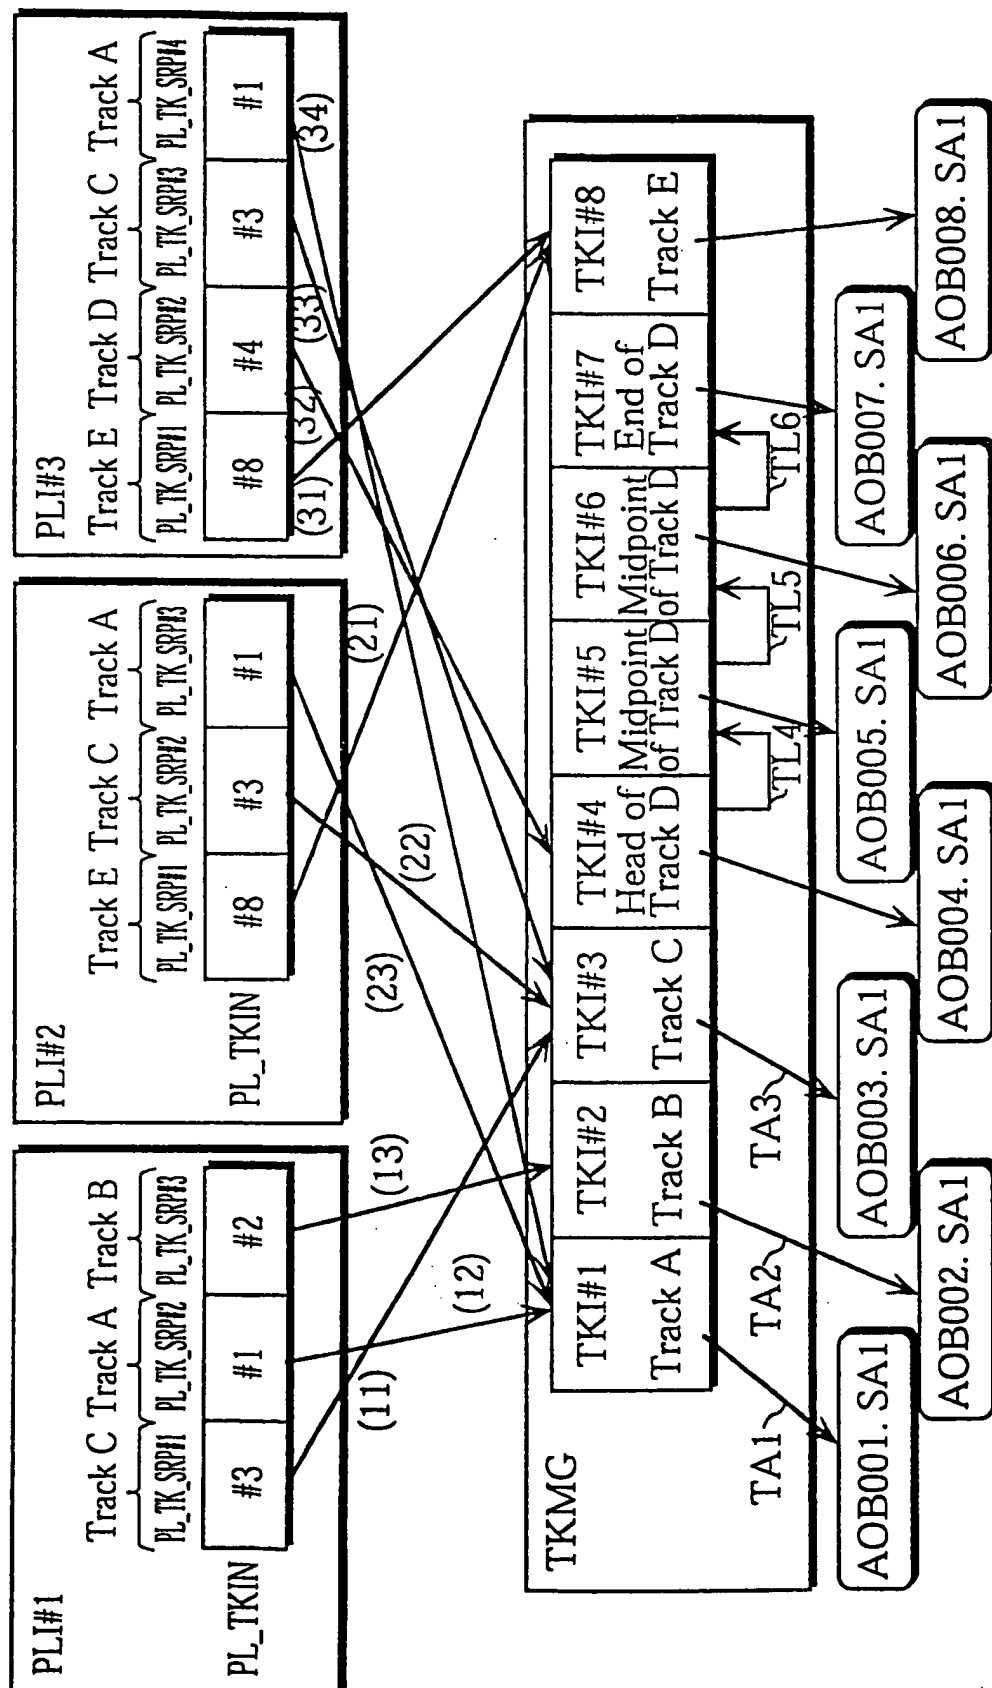 PLI#1
Track C Track A Track B
PL_TK_SRP#1 PL_TK_SRP#2 PL_TK_SRP#3
PL_TKIN
#3 #1 #2
(11) (12) (13)
PLI#2
Track E Track C Track A
PL_TK_SRP#1 PL_TK_SRP#2 PL_TK_SRP#3
PL_TKIN
#8 #3 #1
(23) (22) (21)
PLI#3
Track E Track D Track C Track A
PL_TK_SRP#1 PL_TK_SRP#2 PL_TK_SRP#3 PL_TK_SRP#4
#8 #4 #3 #1
(31) (32) (33) (34)
TKMG
TKI#1 TKI#2 TKI#3 TKI#4 TKI#5 TKI#6 TKI#7 TKI#8
Head of Midpoint Midpoint End of
Track A Track B Track C Track D of Track D of Track D Track D Track E
TA1 TA2 TA3 TL4 TL5 TL6
AOB001. SA1 AOB003. SA1 AOB005. SA1 AOB007. SA1
AOB002. SA1 AOB004. SA1 AOB006. SA1 AOB008. SA1